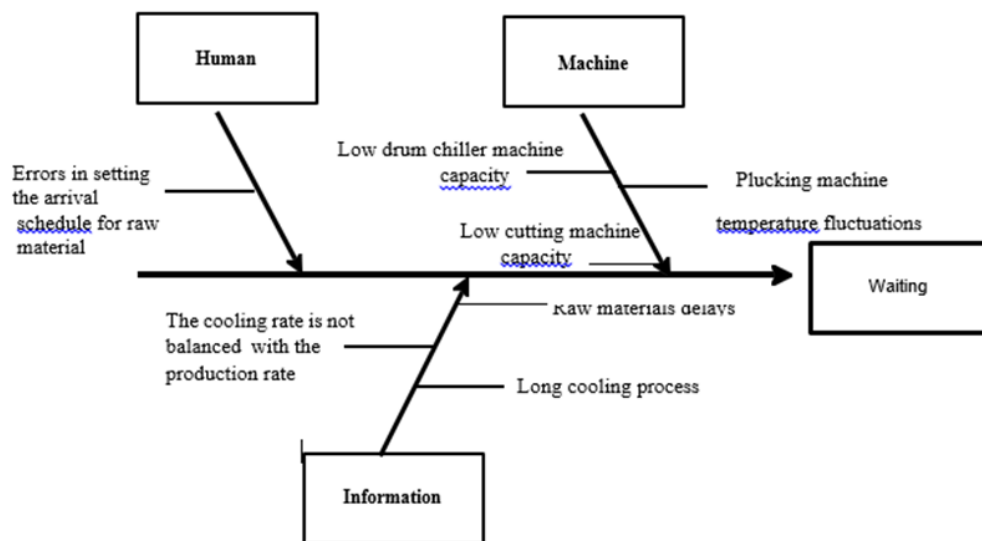 Human
Machine
Errors in setting
the arrival
schedule for raw
material
Low drum chiller machine
capacity
Plucking machine
temperature fluctuations
Low cutting machine
capacity
Waiting
Raw materials delays
The cooling rate is not
balanced with the
production rate
Long cooling process
Information